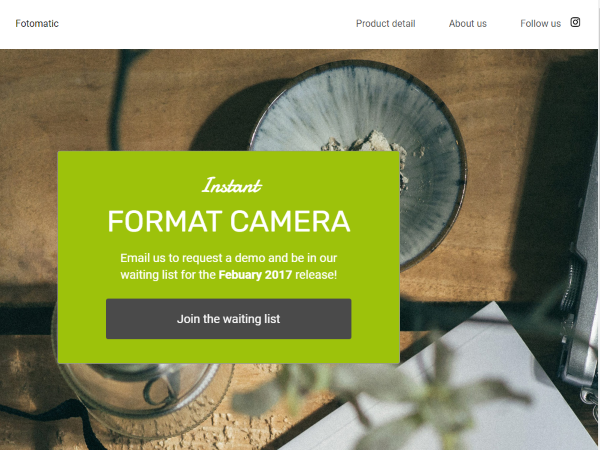 Fotomatic
Product detail
About us
Follow us
Instant
FORMAT CAMERA
Email us to request a demo and be in our
waiting list for the Febuary 2017 release!
Join the waiting list